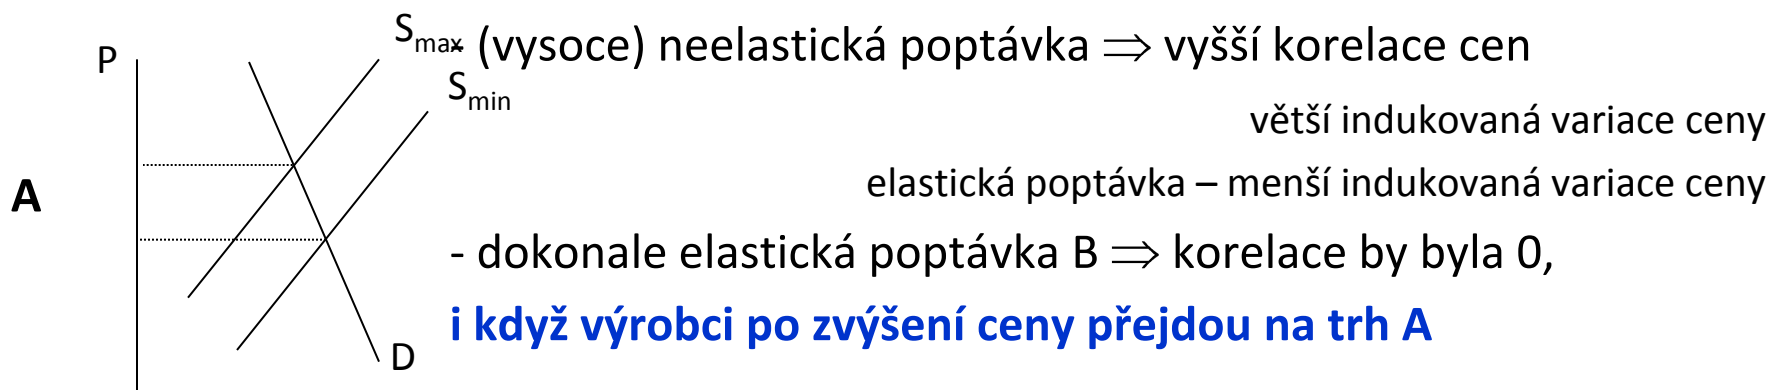 P
S_max
- (vysoce) neelastická poptávka ⇒ vyšší korelace cen
S_min
větší indukovaná variace ceny
A
elastická poptávka – menší indukovaná variace ceny
- dokonale elastická poptávka B ⇒ korelace by byla 0,
i když výrobci po zvýšení ceny přejdou na trh A
D